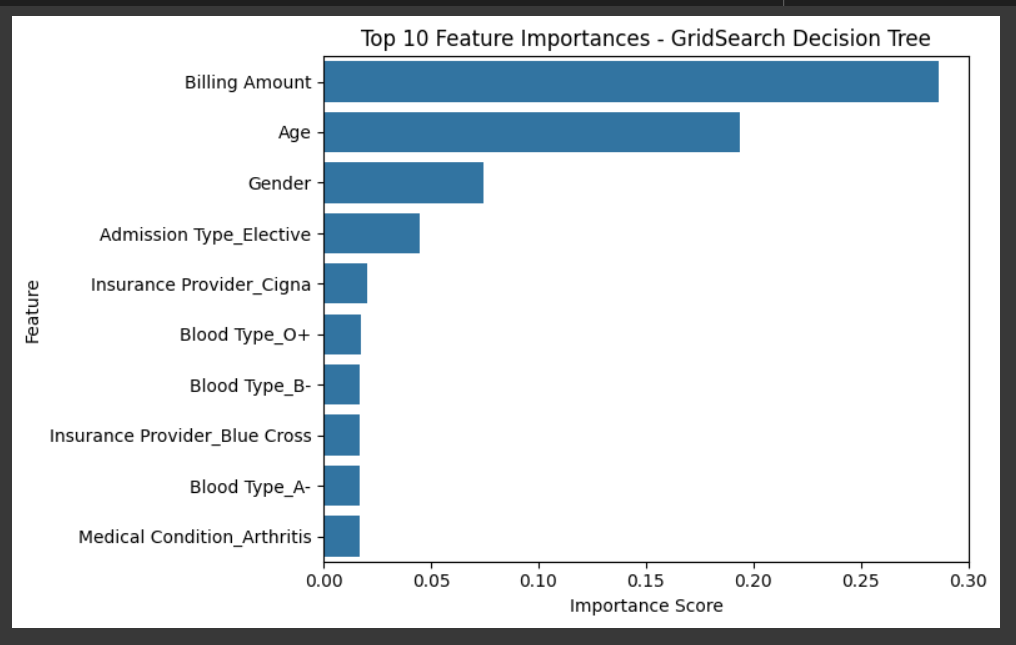 Top 10 Feature Importances - GridSearch Decision Tree
Billing Amount
Age
Gender
Admission Type_Elective
Insurance Provider_Cigna
Blood Type_O+
Blood Type_B-
Insurance Provider_Blue Cross
Blood Type_A-
Medical Condition_Arthritis
Feature
0.00 0.05 0.10 0.15 0.20 0.25 0.30
Importance Score